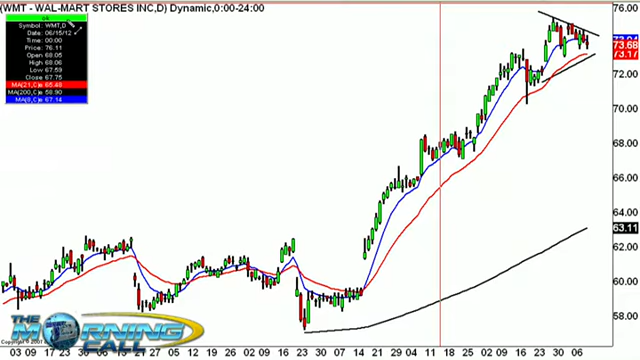 (WMT - WAL-MART STORES INC,D) Dynamic,0:00-24:00
ok
Symbol: WMT,D
Date: 06/15/12
Time: 00:00
Price: 76.11
Open 68.05
High 68.06
Low 67.59
Close 67.75
MA(21,C)= 65.48
MA(200,C)= 58.90
MA(8,C)= 67.14
76.00
73.68
73.17
72.00
70.00
68.00
66.00
64.00
63.11
62.00
60.00
58.00
THE
MORNING
CALL
03 09 17 23 30 06 13 21 27 05 12 19 26 02 09 16 23 30 07 14 21 29 04 11 18 25 02 09 16 23 30 06